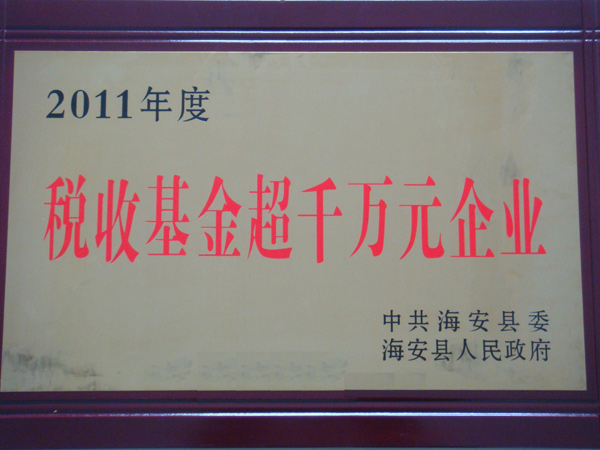 2011年度
税收基金超千万元企业
中共海安县委
海安县人民政府